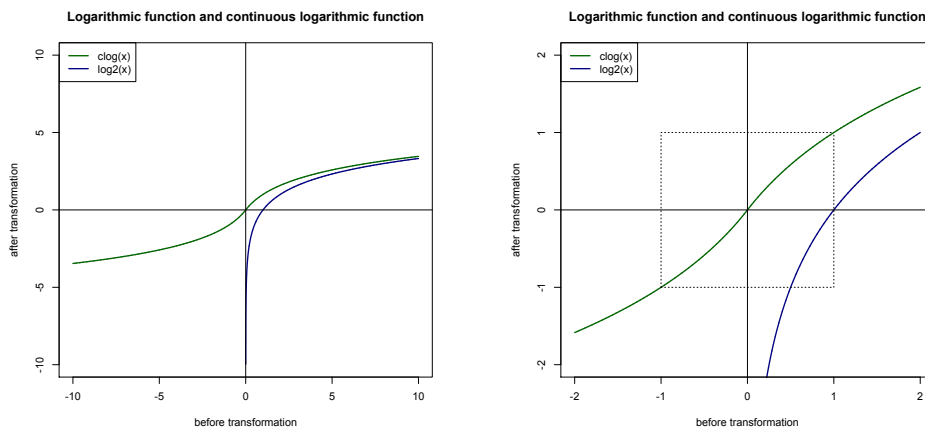 Logarithmic function and continuous logarithmic function
clog(x)
log2(x)
10
5
0
-5
-10
after transformation
-10 -5 0 5 10
before transformation
Logarithmic function and continuous logarithmic function
clog(x)
log2(x)
2
1
0
-1
-2
after transformation
-2 -1 0 1 2
before transformation